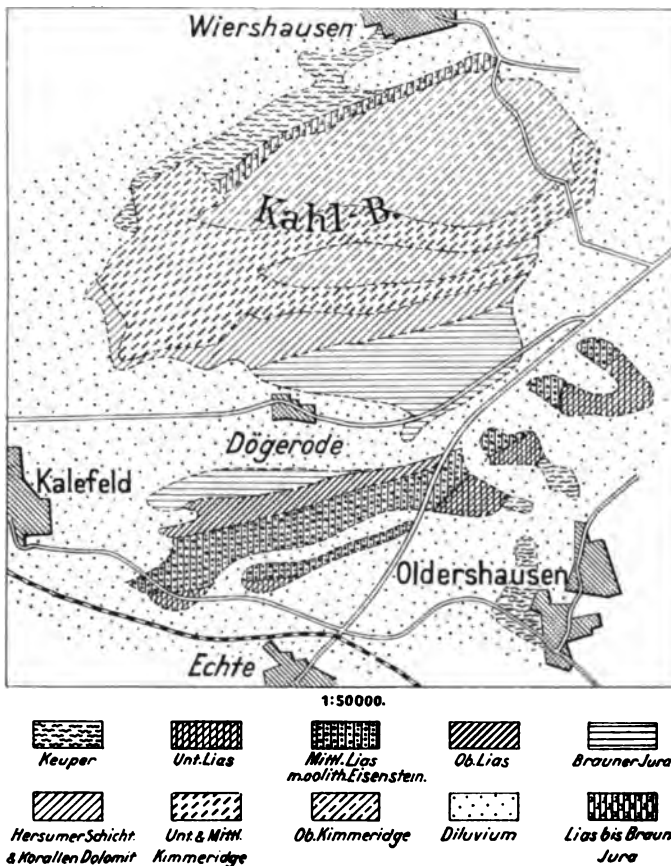 Wiershausen
Kahl-B.
Dögerode
Kalefeld
Oldershausen
Echte
1:50000.
Keuper
Unt. Lias
Mittl. Lias
m.oolith.Eisenstein.
Ob. Lias
Brauner Jura
Hersumer Schicht.
& Korallen Dolomit
Unt. & Mittl.
Kimmeridge
Ob. Kimmeridge
Diluvium
Lias bis Braun.
Jura